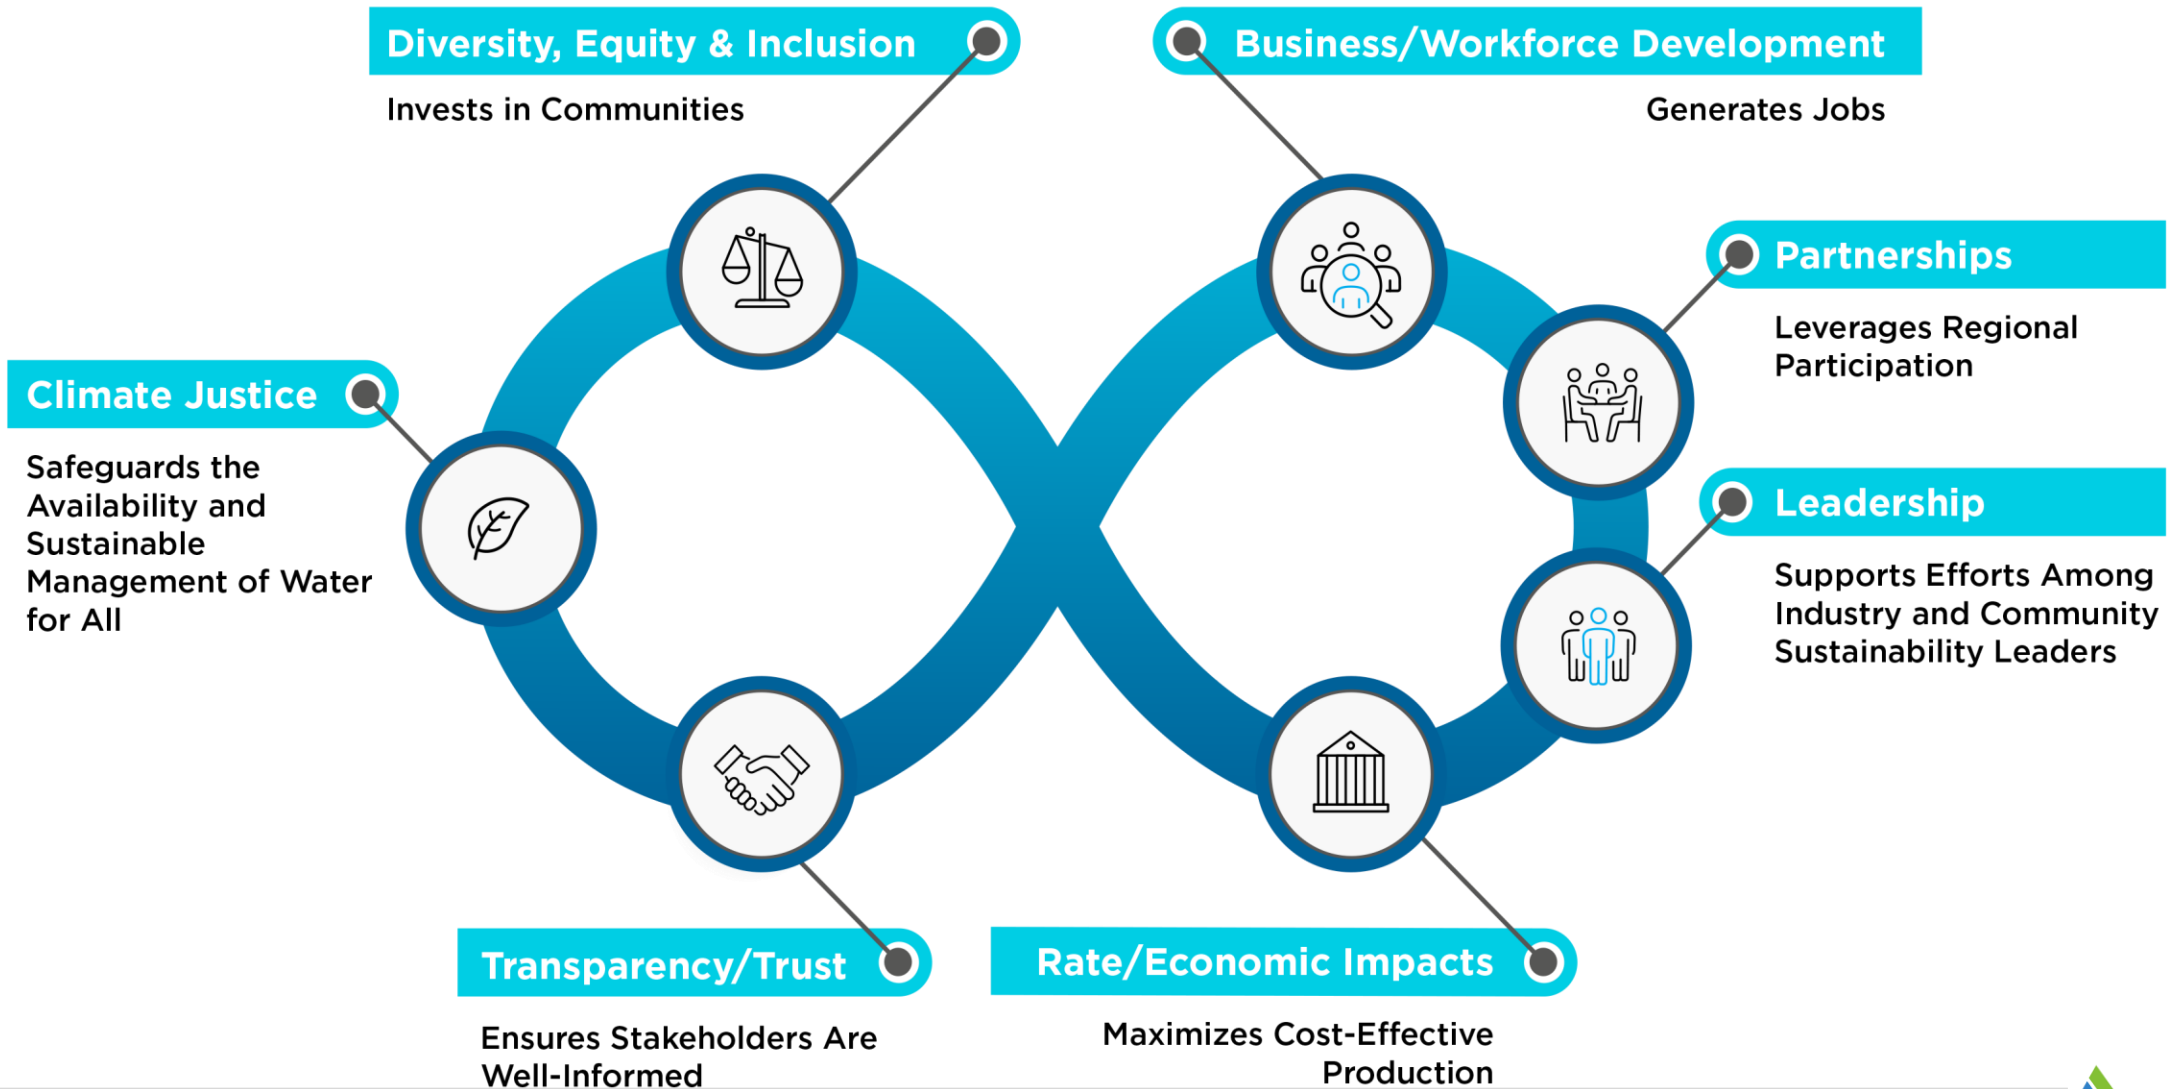 Diversity, Equity & Inclusion
Invests in Communities
Business/Workforce Development
Generates Jobs
Partnerships
Leverages Regional
Participation
Climate Justice
Safeguards the
Availability and
Sustainable
Management of Water
for All
Leadership
Supports Efforts Among
Industry and Community
Sustainability Leaders
Transparency/Trust
Ensures Stakeholders Are
Well-Informed
Rate/Economic Impacts
Maximizes Cost-Effective
Production